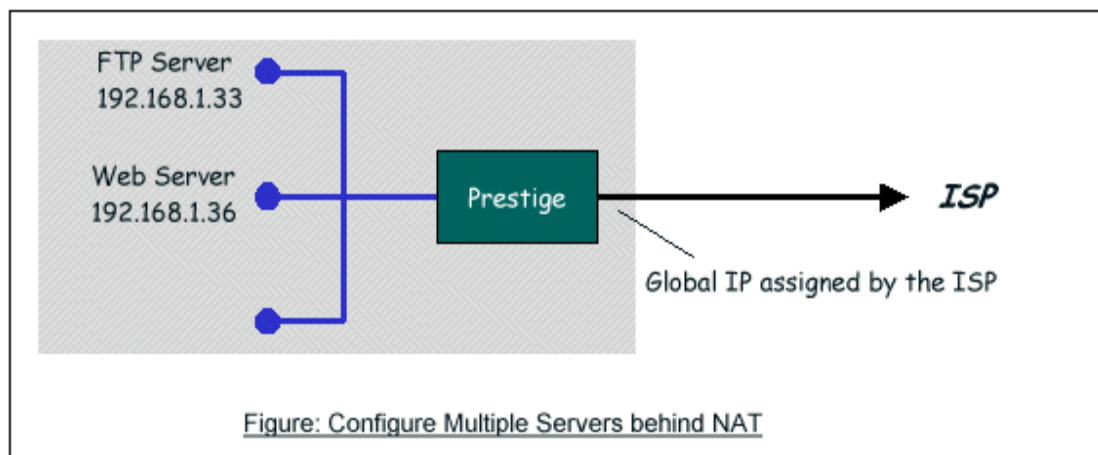 FTP Server
192.168.1.33
Web Server
192.168.1.36
Prestige
ISP
Global IP assigned by the ISP
Figure: Configure Multiple Servers behind NAT